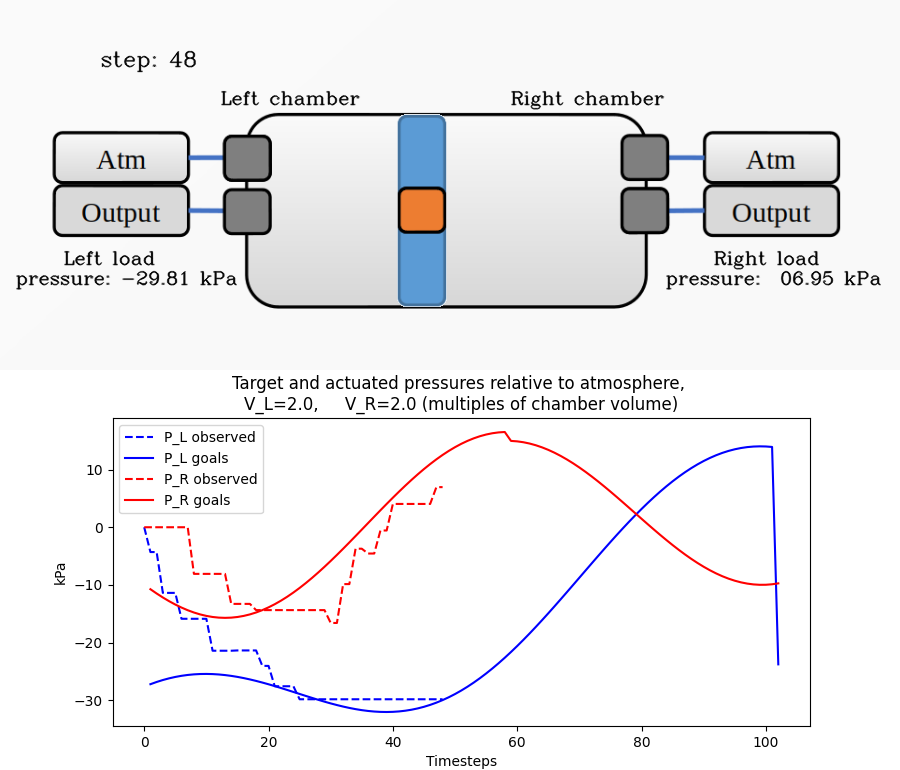 step: 48
Left chamber
Right chamber
Atm
Atm
Output
Output
Left load
pressure: -29.81 kPa
Right load
pressure:  06.95 kPa
Target and actuated pressures relative to atmosphere,
V_L=2.0,     V_R=2.0 (multiples of chamber volume)
P_L observed
P_L goals
P_R observed
P_R goals
10
0
−10
−20
−30
kPa
0
20
40
60
80
100
Timesteps